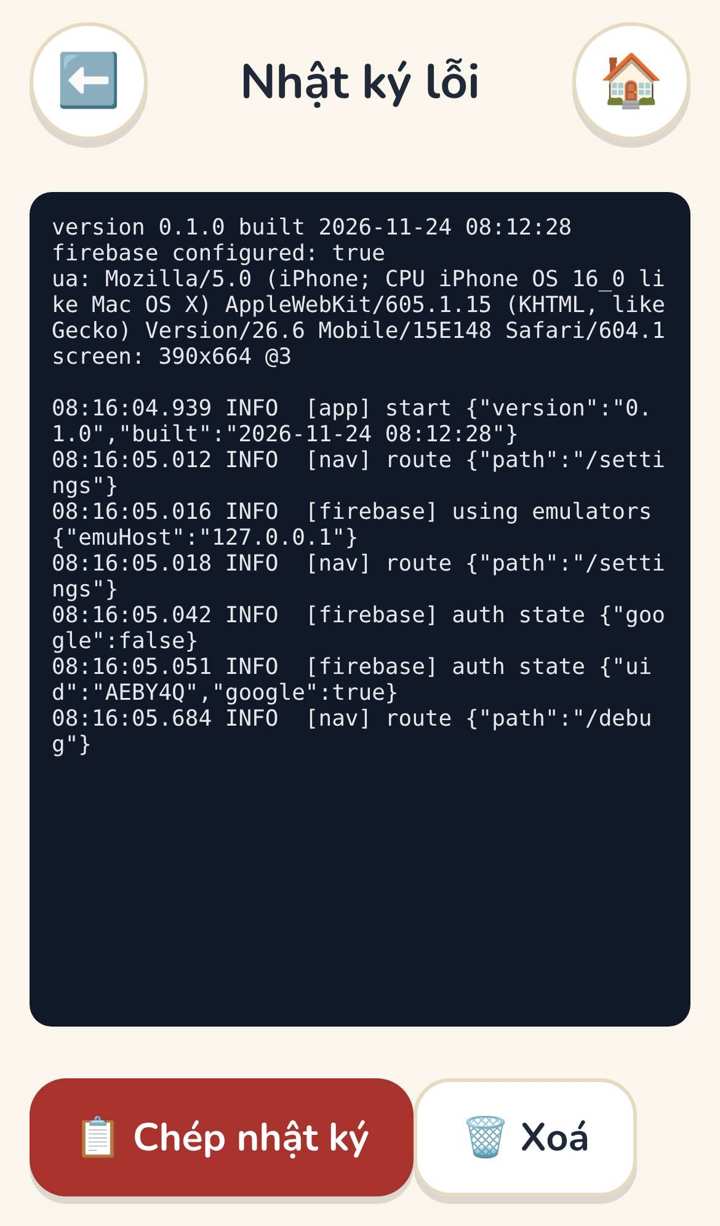 Nhật ký lỗi
version 0.1.0 built 2026-11-24 08:12:28
firebase configured: true
ua: Mozilla/5.0 (iPhone; CPU iPhone OS 16_0 li
ke Mac OS X) AppleWebKit/605.1.15 (KHTML, like
Gecko) Version/26.6 Mobile/15E148 Safari/604.1
screen: 390x664 @3
08:16:04.939 INFO  [app] start {"version":"0.
1.0","built":"2026-11-24 08:12:28"}
08:16:05.012 INFO  [nav] route {"path":"/setti
ngs"}
08:16:05.016 INFO  [firebase] using emulators
{"emuHost":"127.0.0.1"}
08:16:05.018 INFO  [nav] route {"path":"/setti
ngs"}
08:16:05.042 INFO  [firebase] auth state {"goo
gle":false}
08:16:05.051 INFO  [firebase] auth state {"ui
d":"AEBY4Q","google":true}
08:16:05.684 INFO  [nav] route {"path":"/debu
g"}
Chép nhật ký
Xoá